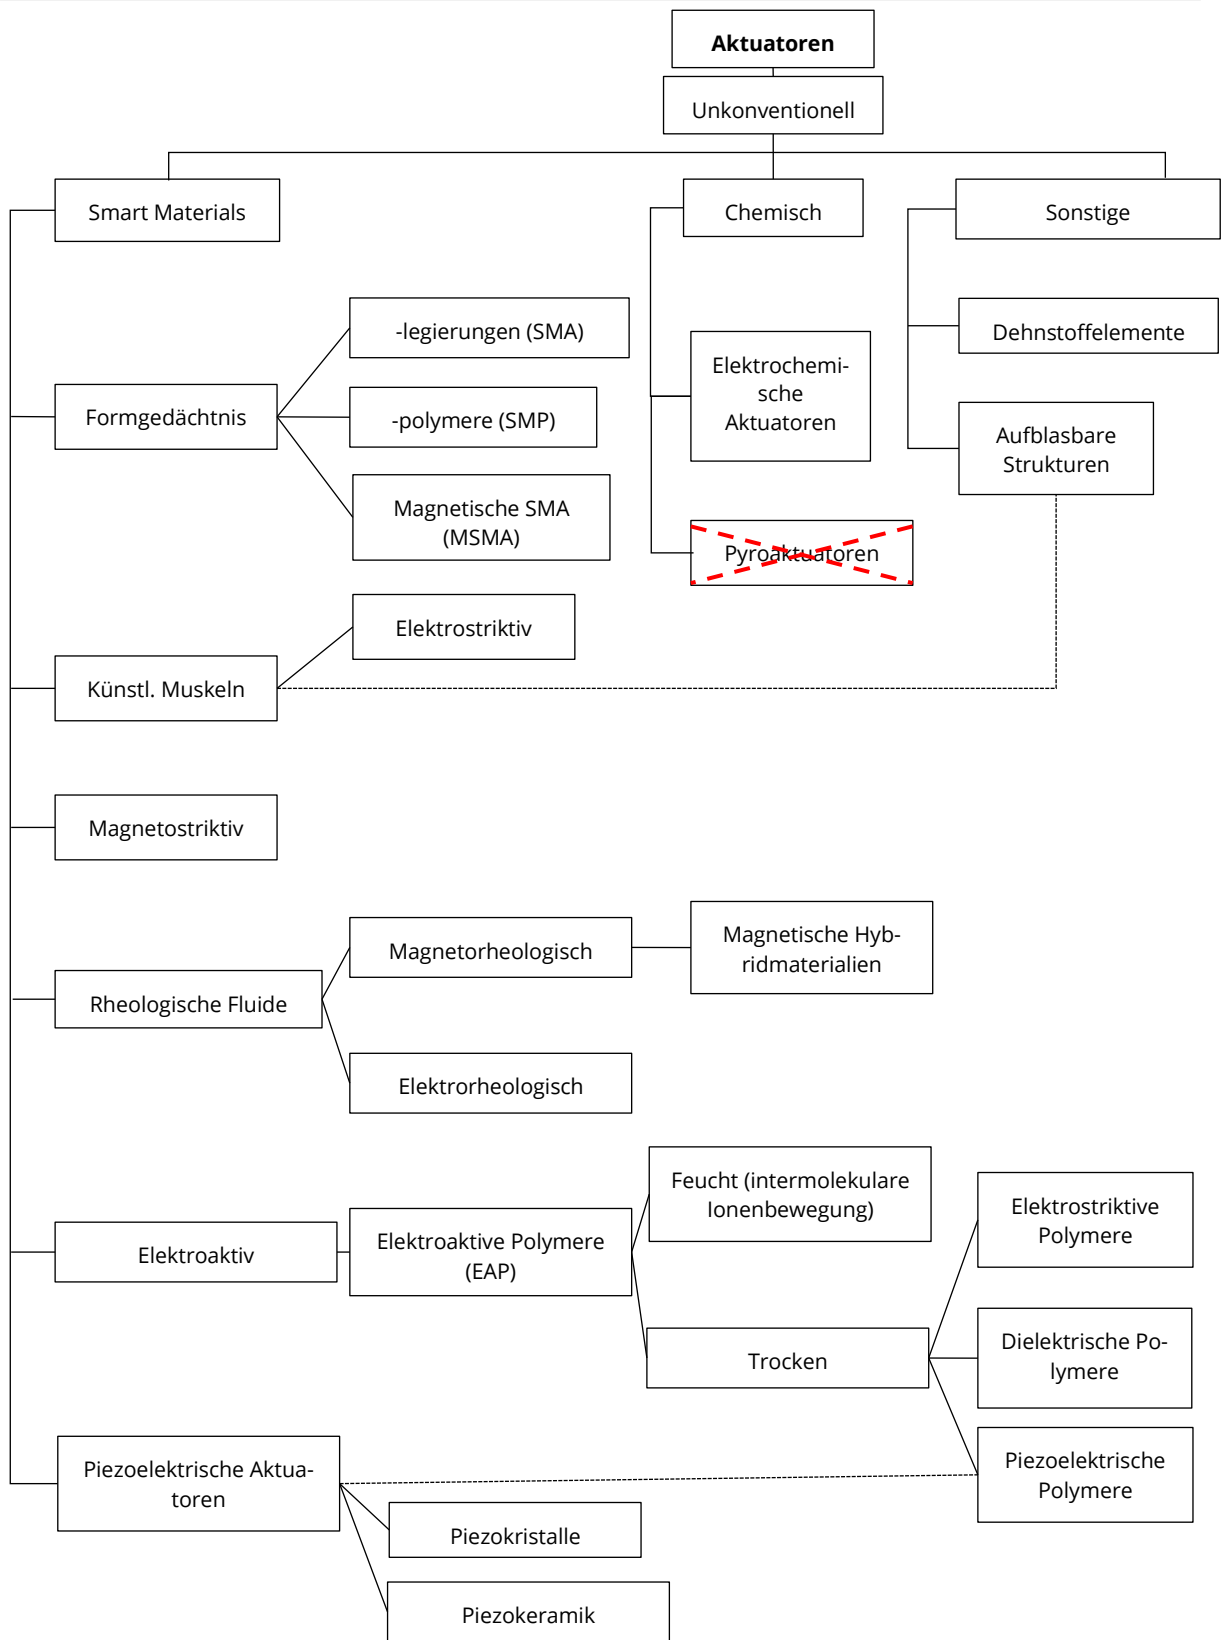 Aktuatoren
Unkonventionell
Smart Materials
Chemisch
Sonstige
-legierungen (SMA)
Dehnstoffelemente
Elektrochemi-
sche
Aktuatoren
Formgedächtnis
-polymere (SMP)
Aufblasbare
Strukturen
Magnetische SMA
(MSMA)
Pyroaktuatoren
Elektrostriktiv
Künstl. Muskeln
Magnetostriktiv
Magnetorheologisch
Magnetische Hyb-
ridmaterialien
Rheologische Fluide
Elektrorheologisch
Feucht (intermolekulare
Ionenbewegung)
Elektrostriktive
Polymere
Elektroaktiv
Elektroaktive Polymere
(EAP)
Trocken
Dielektrische Po-
lymere
Piezoelektrische Aktua-
toren
Piezoelektrische
Polymere
Piezokristalle
Piezokeramik